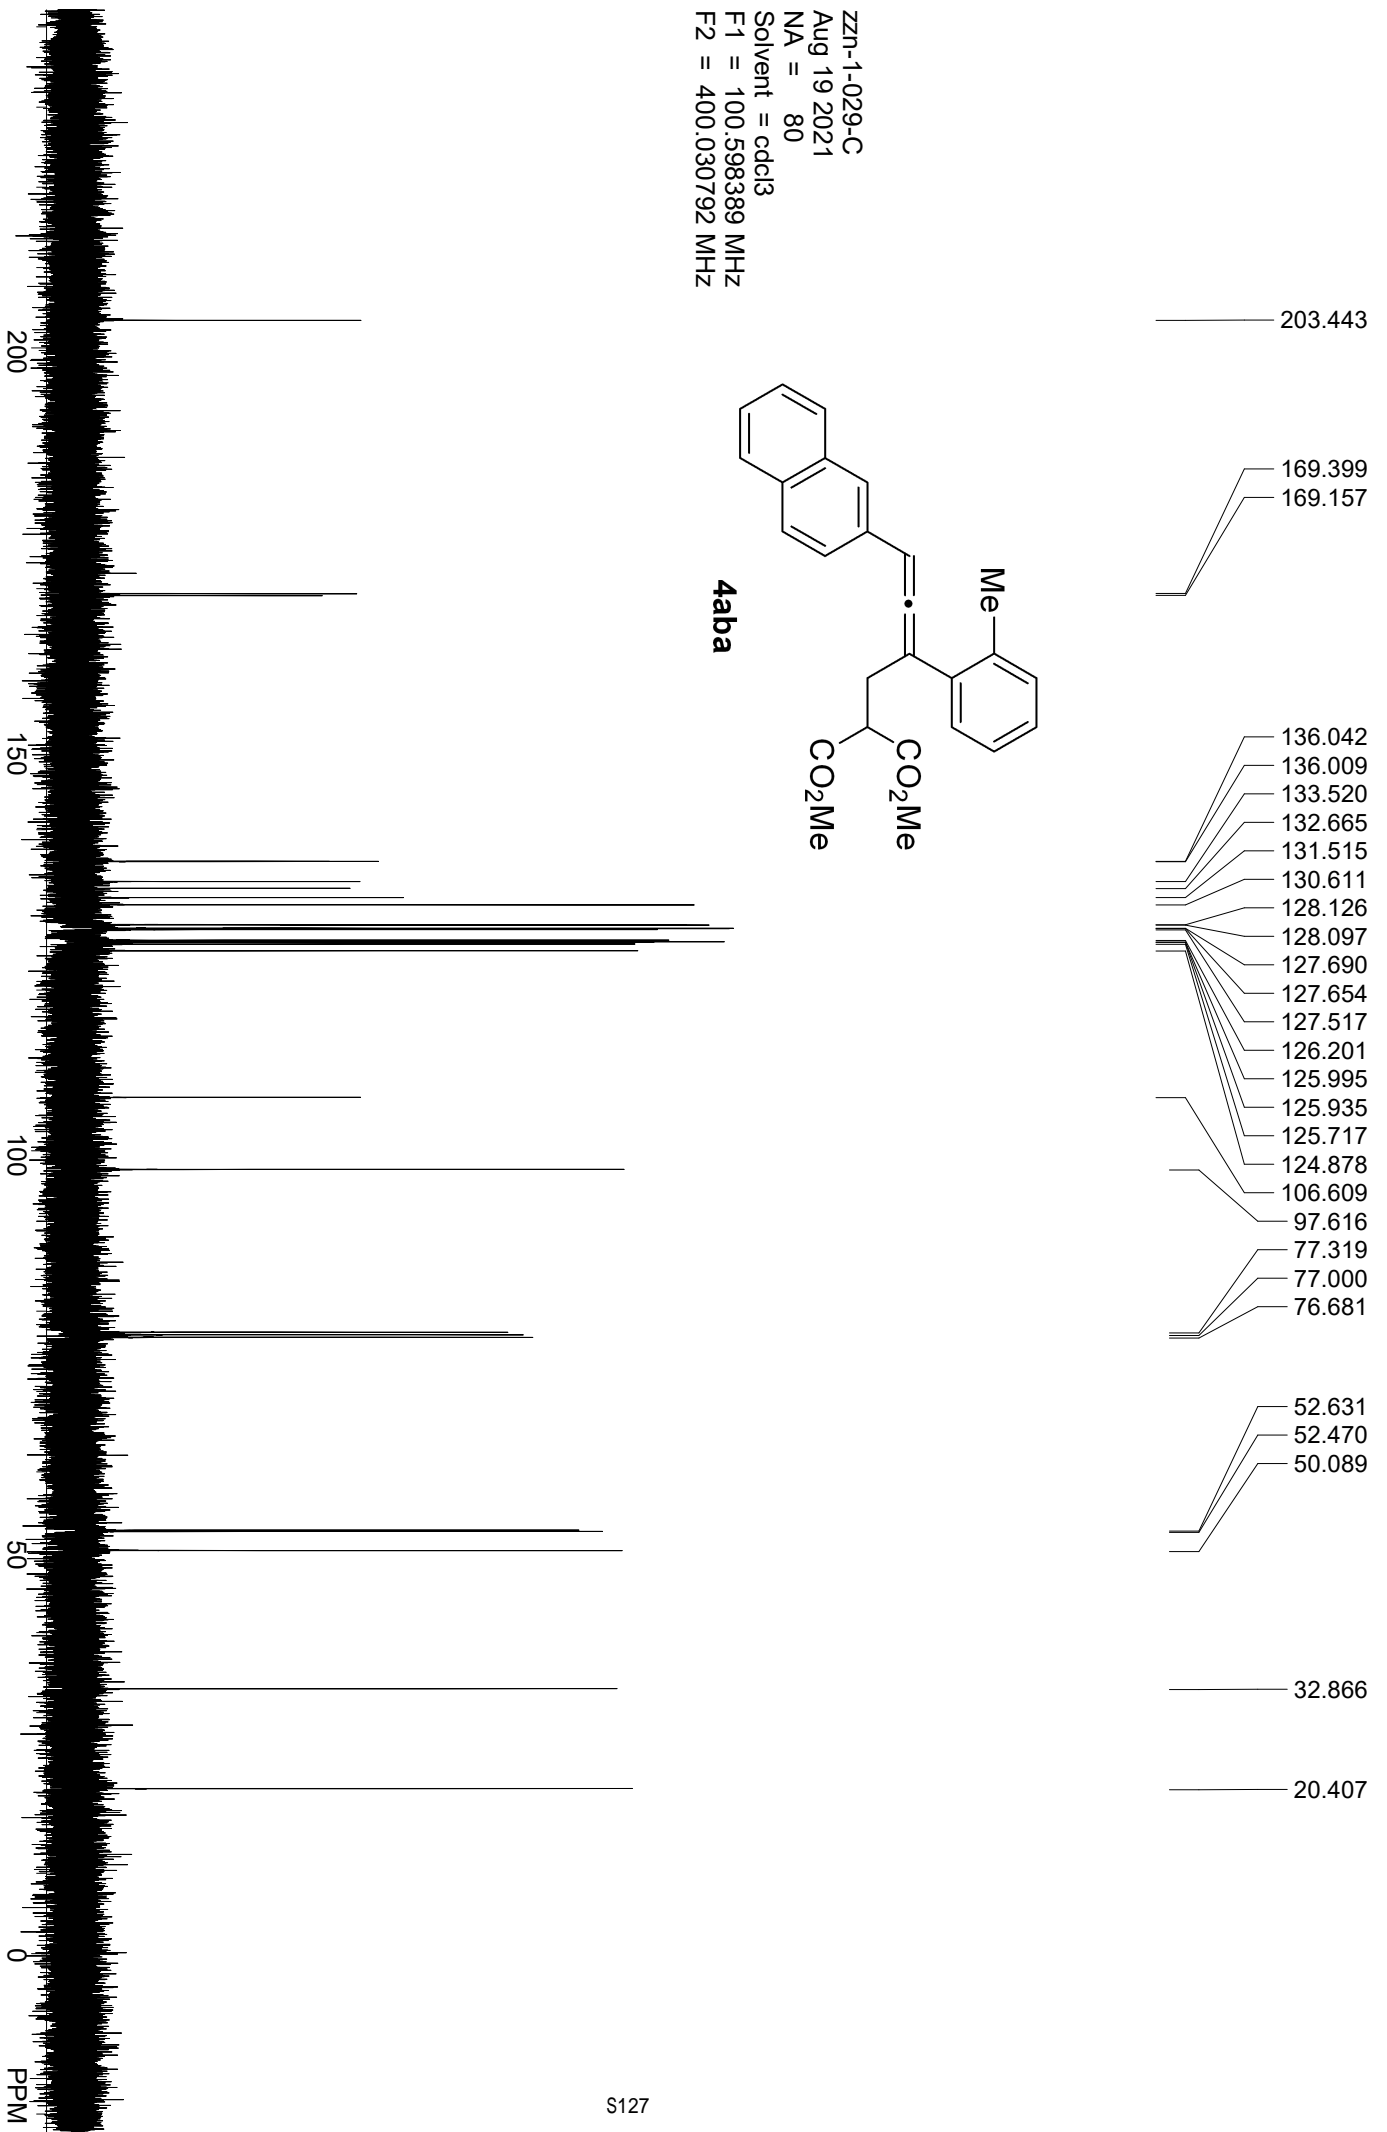 zzn-1-029-C
Aug 19 2021
NA = 80
Solvent = cdcl3
F1 = 100.598389 MHz
F2 = 400.030792 MHz
Me
CO2Me
CO2Me
4aba
203.443
169.399
169.157
136.042
136.009
133.520
132.665
131.515
130.611
128.126
128.097
127.690
127.654
127.517
126.201
125.995
125.935
125.717
124.878
106.609
97.616
77.319
77.000
76.681
52.631
52.470
50.089
32.866
20.407
200
150
100
50
0
PPM
S127